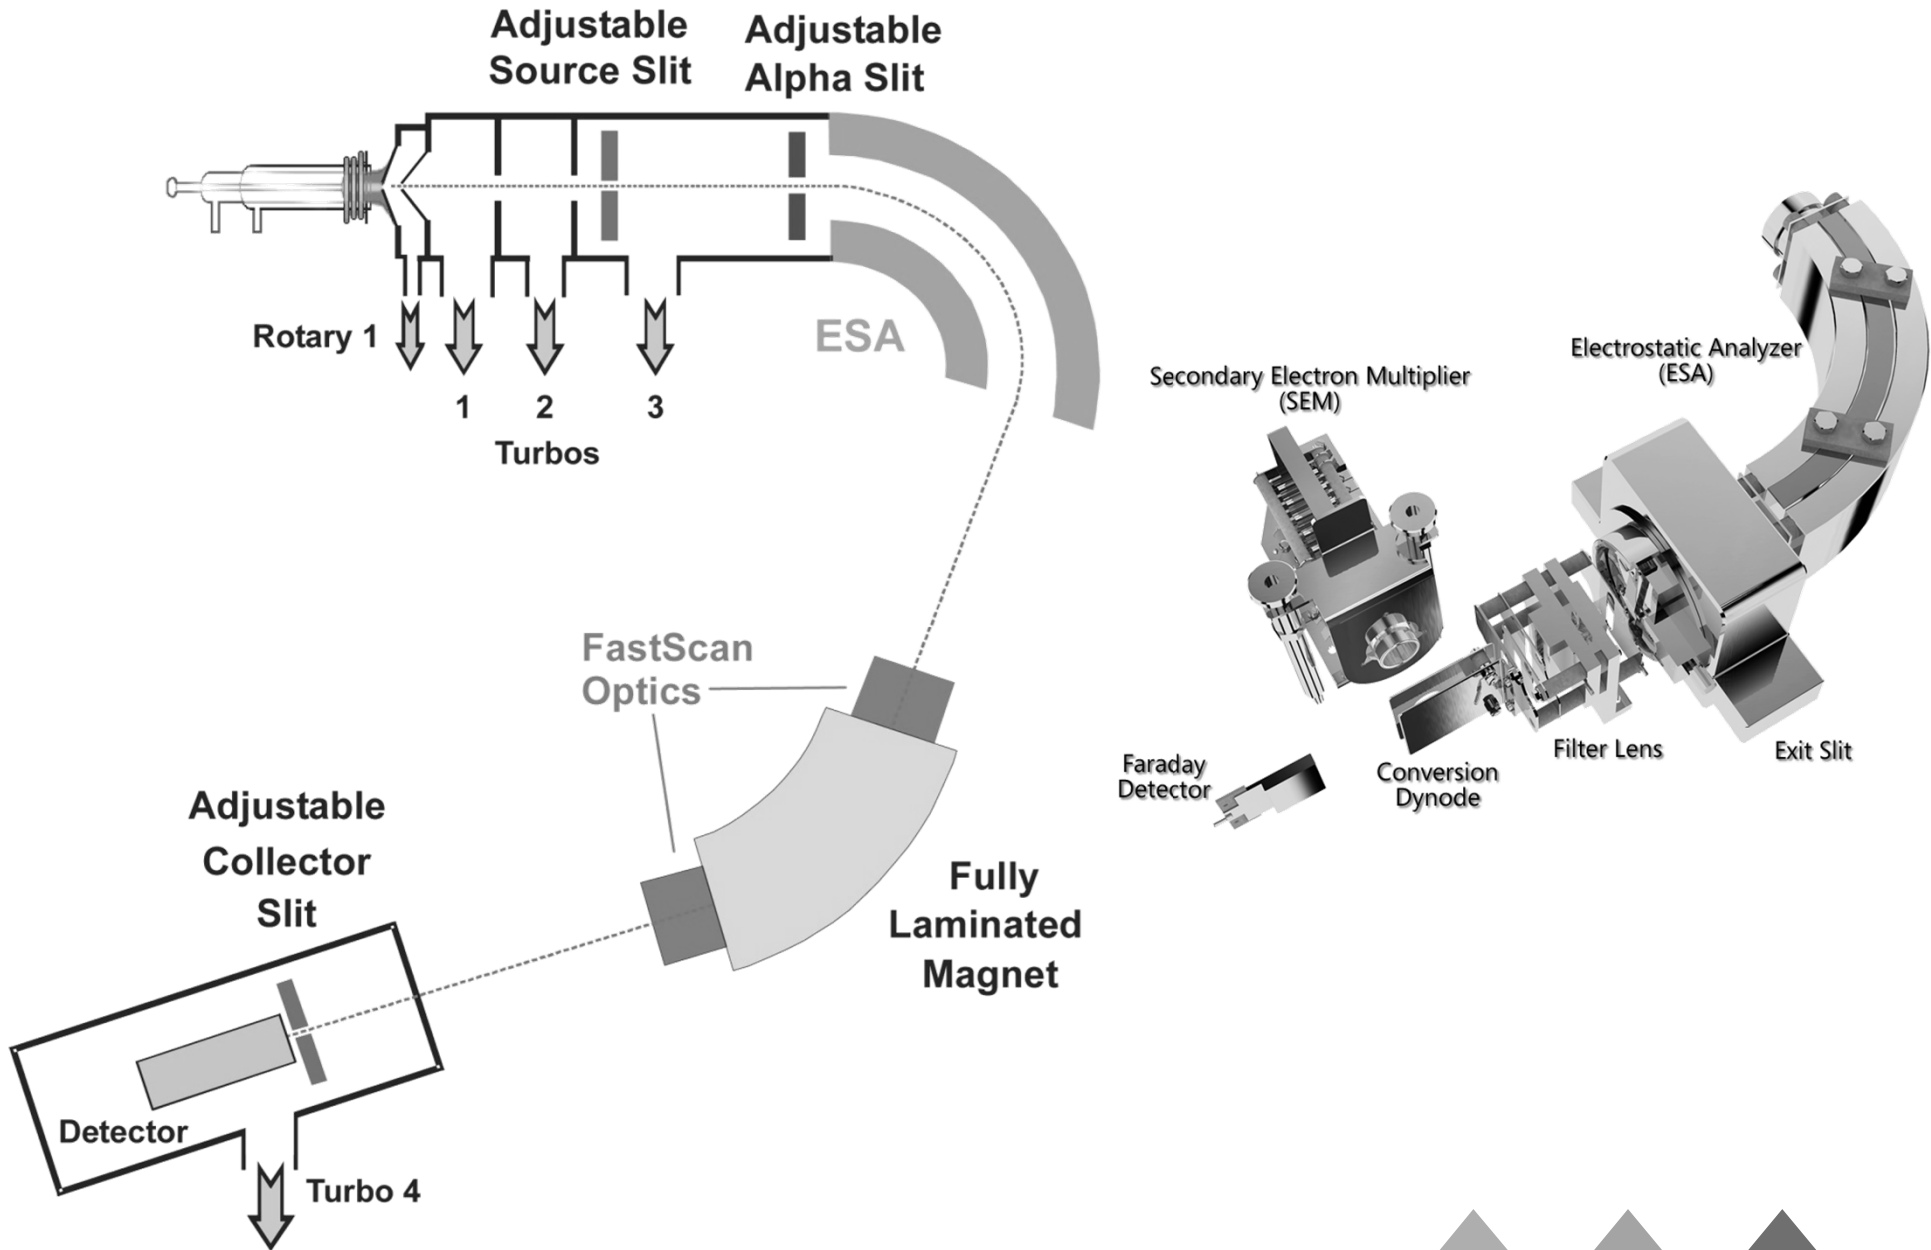 Adjustable
Source Slit
Adjustable
Alpha Slit
Rotary 1
1
2
3
Turbos
ESA
FastScan
Optics
Fully
Laminated
Magnet
Adjustable
Collector
Slit
Detector
Turbo 4
Electrostatic Analyzer
(ESA)
Secondary Electron Multiplier
(SEM)
Faraday
Detector
Conversion
Dynode
Filter Lens
Exit Slit